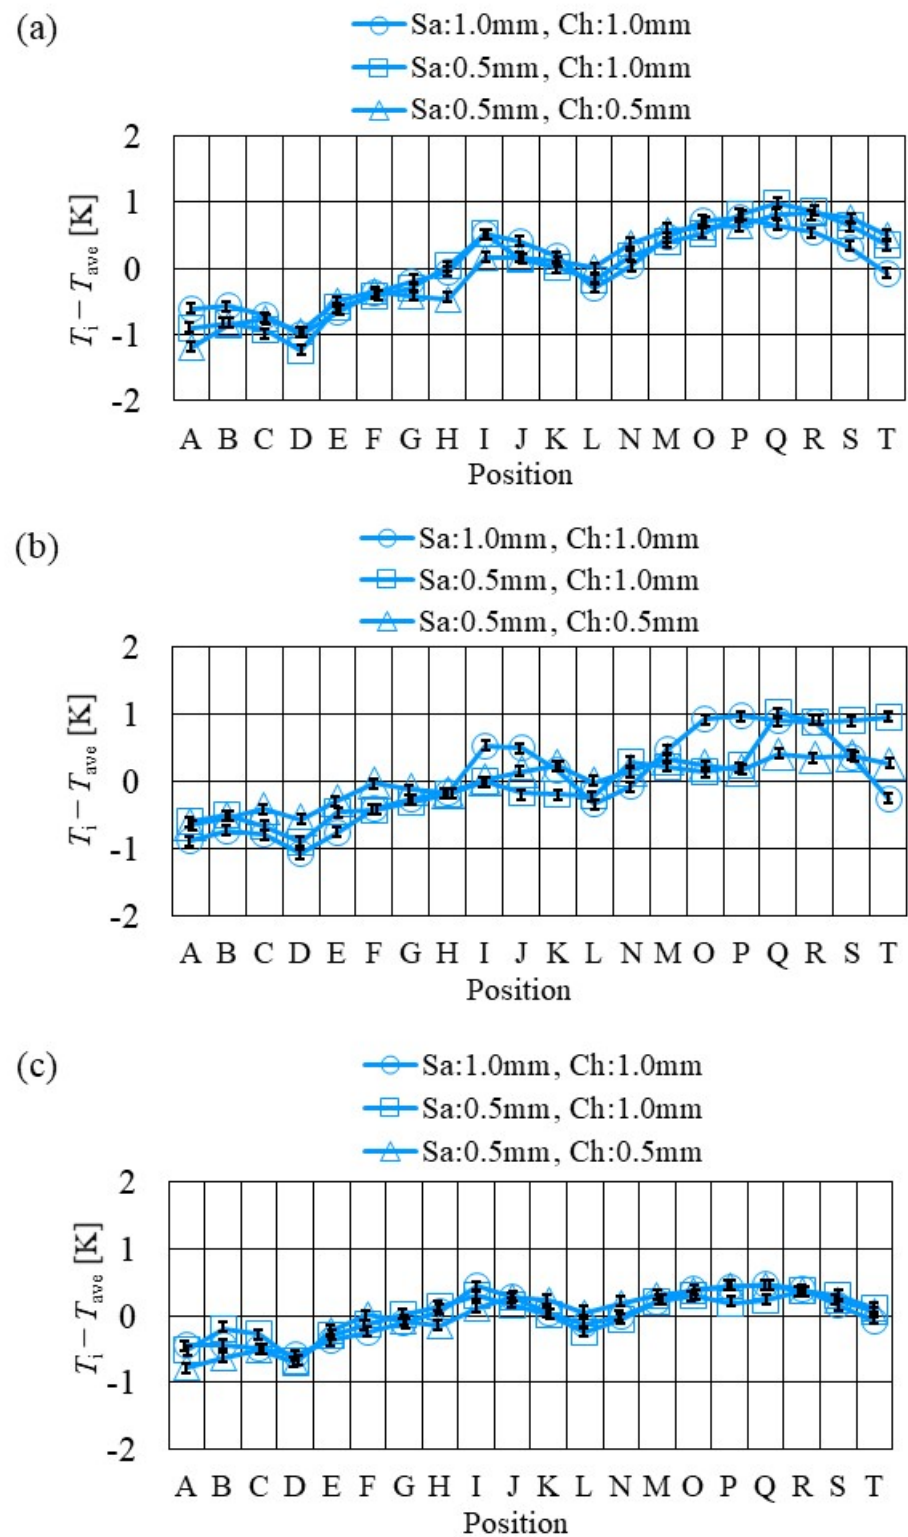 (a)
Sa:1.0mm, Ch:1.0mm
Sa:0.5mm, Ch:1.0mm
Sa:0.5mm, Ch:0.5mm
2
1
0
-1
-2
Ti − Tave [K]
A B C D E F G H I J K L N M O P Q R S T
Position
(b)
Sa:1.0mm, Ch:1.0mm
Sa:0.5mm, Ch:1.0mm
Sa:0.5mm, Ch:0.5mm
2
1
0
-1
-2
Ti − Tave [K]
A B C D E F G H I J K L N M O P Q R S T
Position
(c)
Sa:1.0mm, Ch:1.0mm
Sa:0.5mm, Ch:1.0mm
Sa:0.5mm, Ch:0.5mm
2
1
0
-1
-2
Ti − Tave [K]
A B C D E F G H I J K L N M O P Q R S T
Position